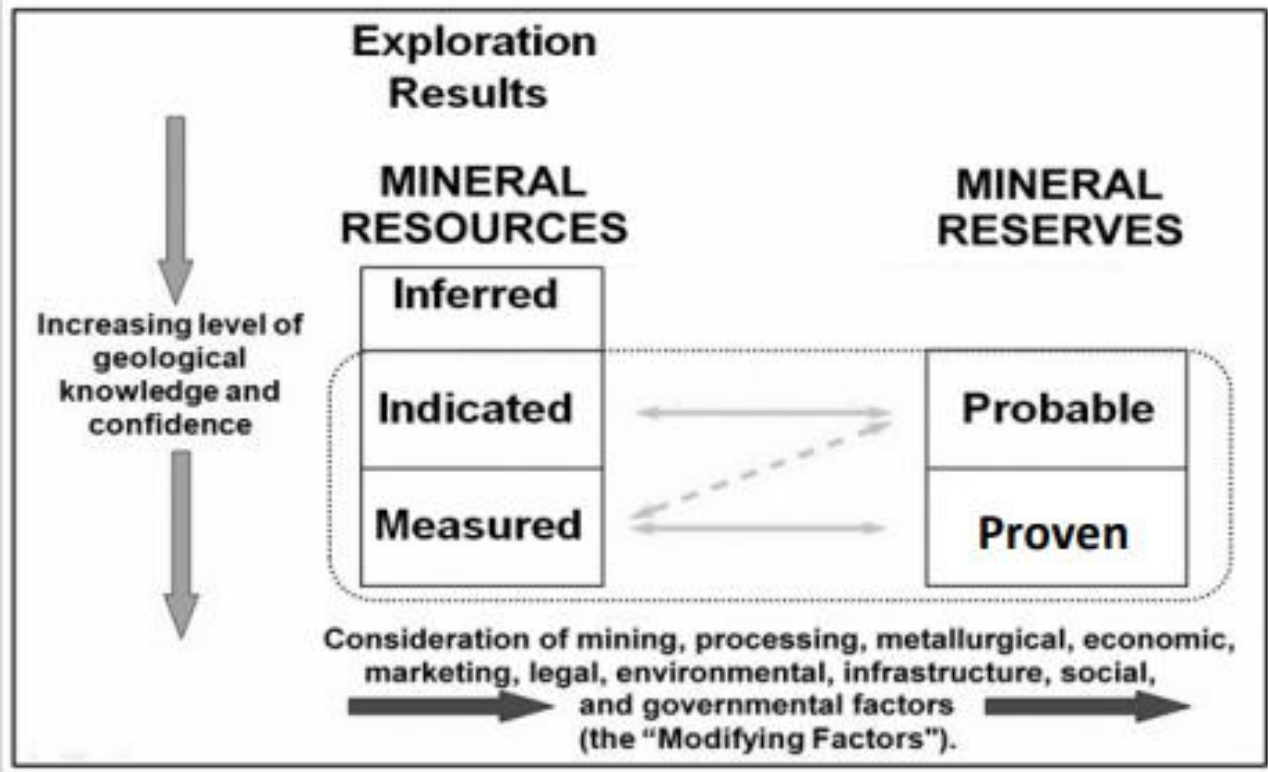 Exploration
Results
MINERAL
RESOURCES
MINERAL
RESERVES
Inferred
Increasing level of
geological
knowledge and
confidence
Indicated
Probable
Measured
Proven
Consideration of mining, processing, metallurgical, economic,
marketing, legal, environmental, infrastructure, social,
and governmental factors
(the “Modifying Factors").